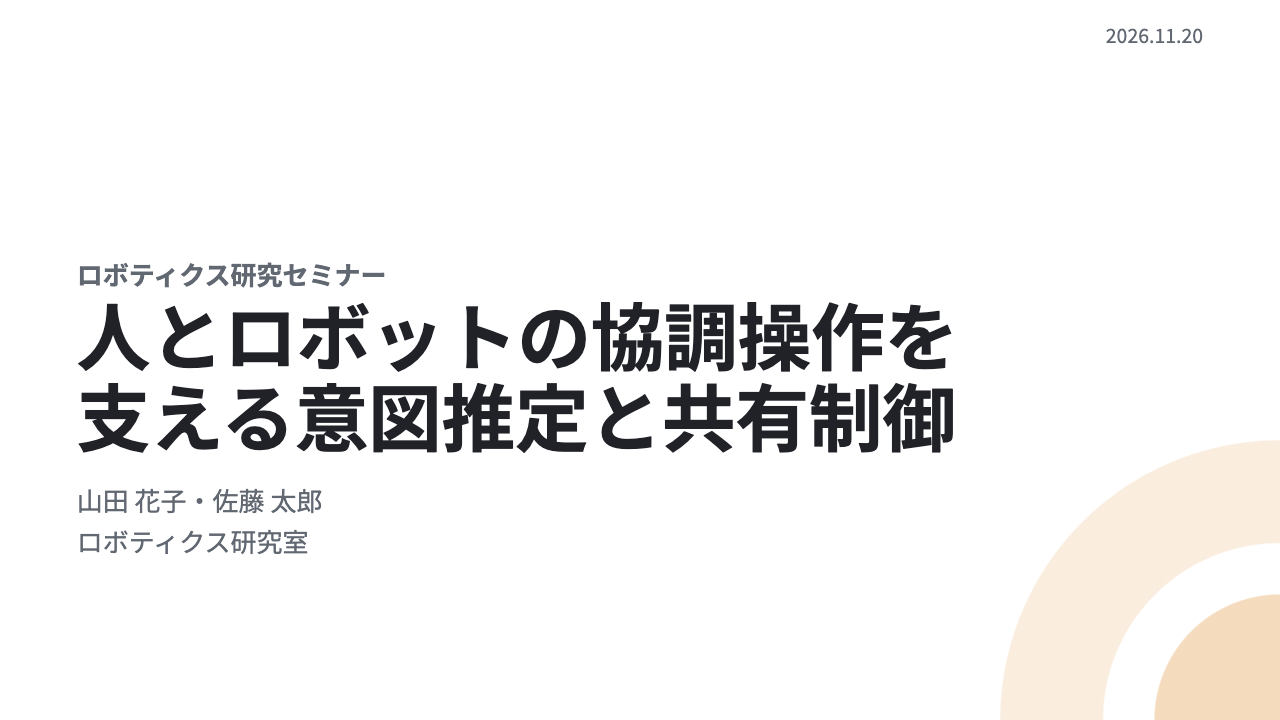 2026.11.20
ロボティクス研究セミナー
人とロボットの協調操作を
支える意図推定と共有制御
山田 花子・佐藤 太郎
ロボティクス研究室